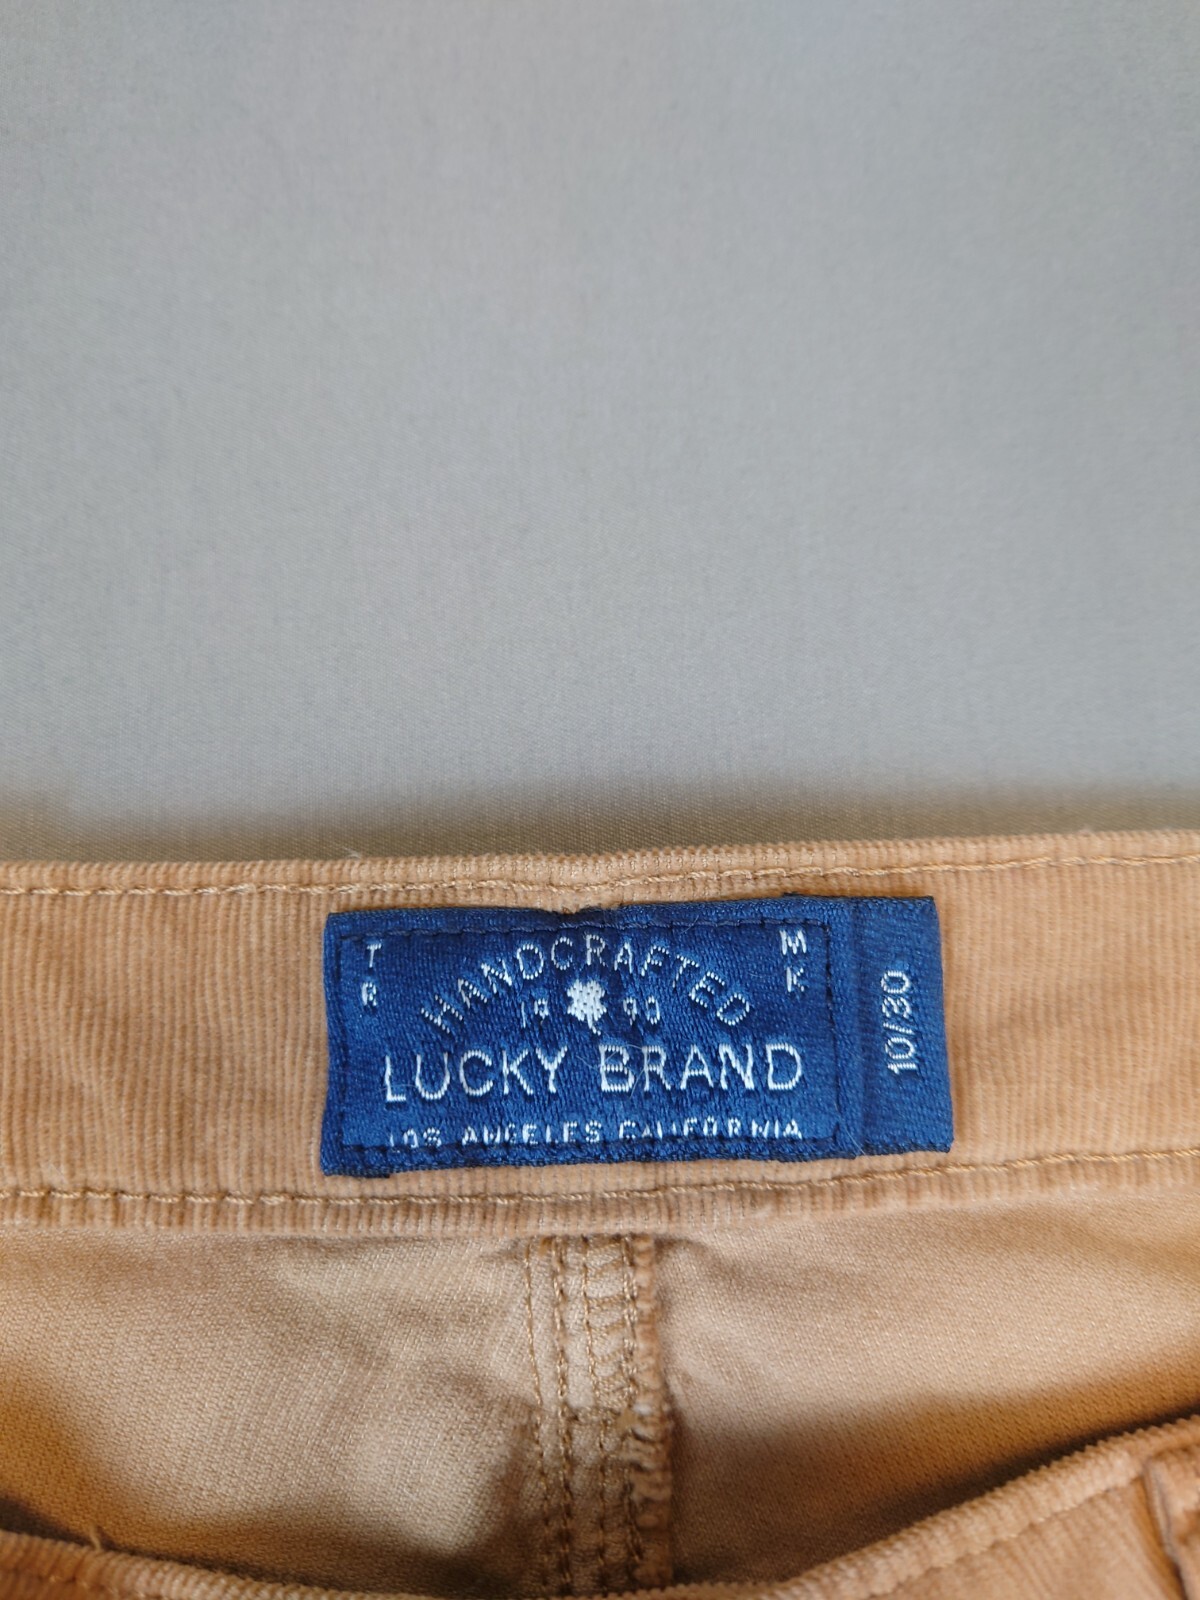 T R
M K
HANDCRAFTED
19 90
LUCKY BRAND
LOS ANGELES CALIFORNIA
10/30